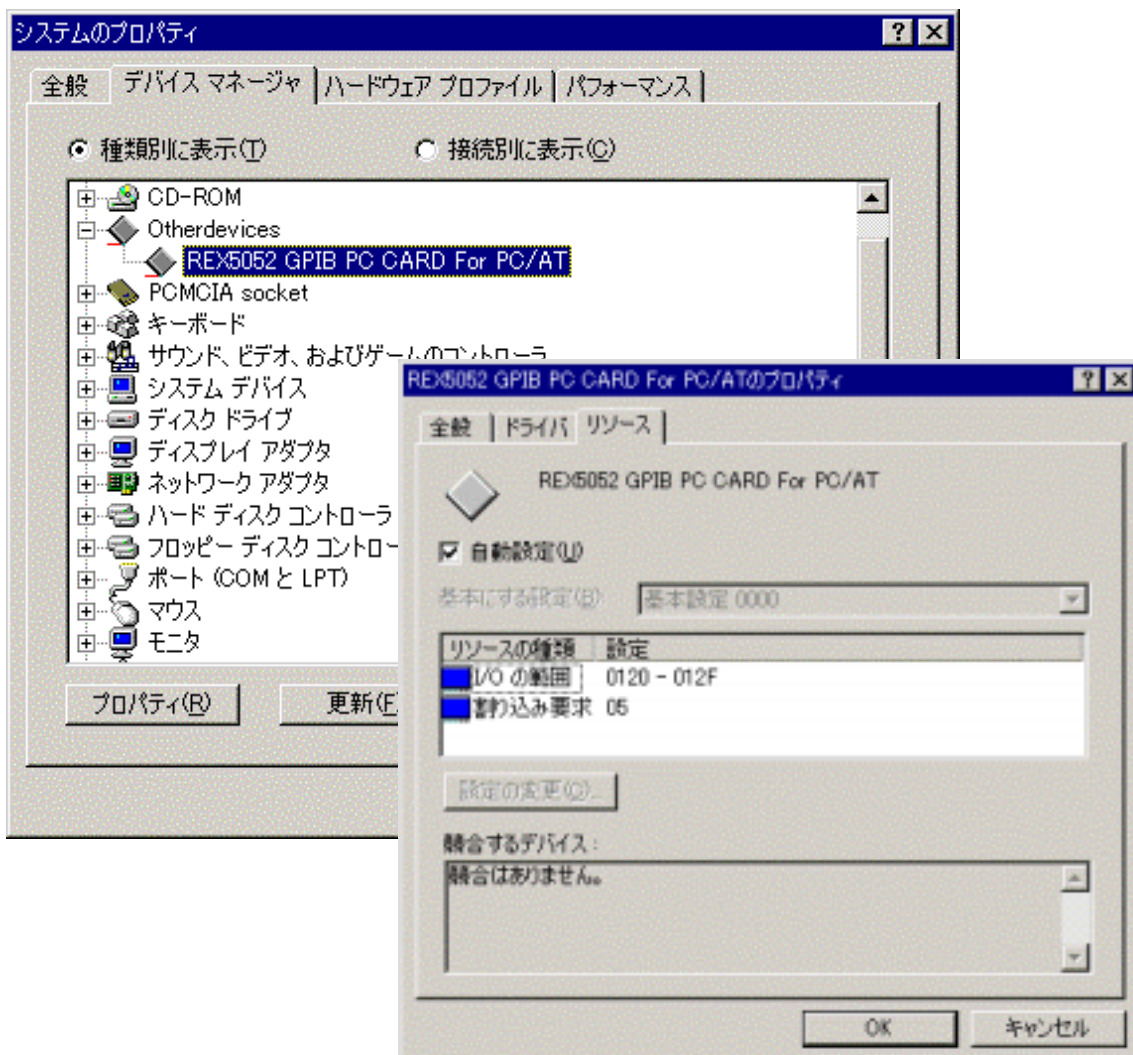 システムのプロパティ
全般 デバイス マネージャ ハードウェア プロファイル パフォーマンス
種類別に表示(T) 接続別に表示(C)
CD-ROM
Otherdevices
REX5052 GPIB PC CARD For PC/AT
PCMCIA socket
キーボード
サウンド、ビデオ、およびゲームのコントローラ
システム デバイス
ディスク ドライブ
ディスプレイ アダプタ
ネットワーク アダプタ
ハード ディスク コントローラ
フロッピー ディスク コントロー
ポート (COM と LPT)
マウス
モニタ
プロパティ(R) 更新(F
REX5052 GPIB PC CARD For PC/ATのプロパティ
全般 ドライバ リソース
REX5052 GPIB PC CARD For PC/AT
自動設定(U)
基本にする設定(B): 基本設定 0000
リソースの種類 設定
I/O の範囲 0120 - 012F
割り込み要求 05
設定の変更(C)...
競合するデバイス :
競合はありません。
OK キャンセル